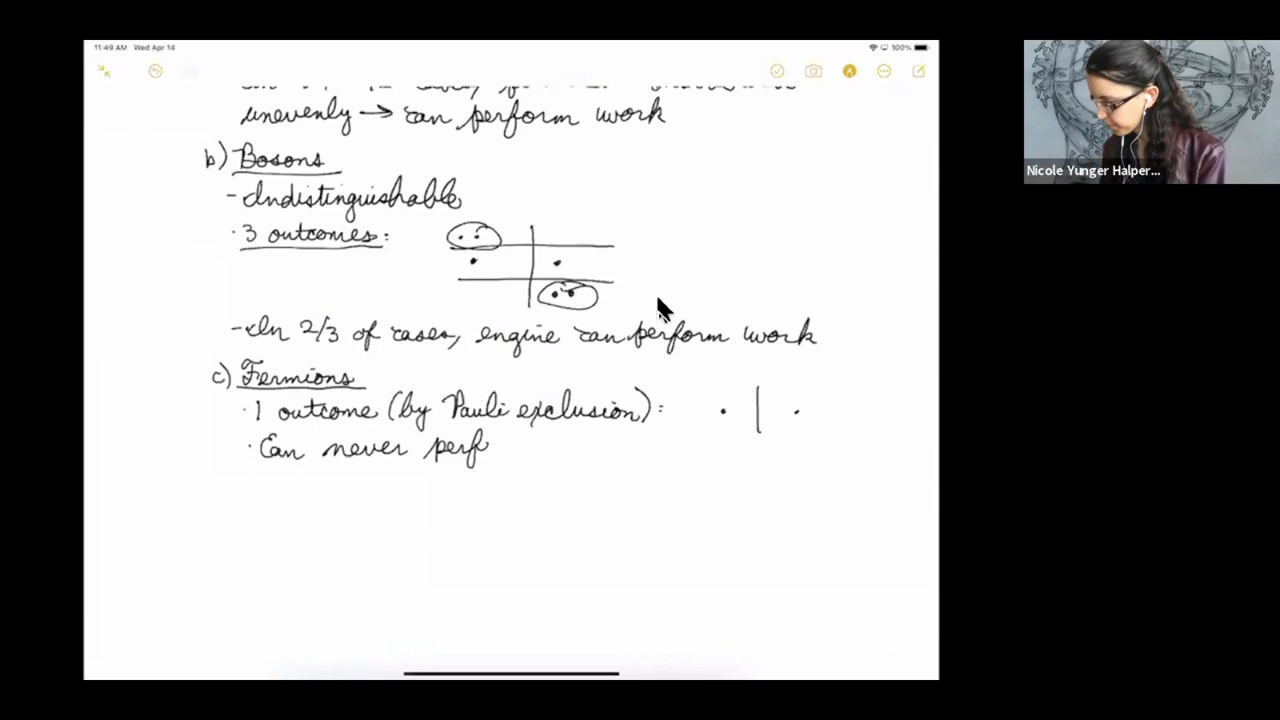 11:49 AM Wed Apr 14
100%
unevenly → can perform work
b) Bosons
- Indistinguishable
· 3 outcomes:
- In 2/3 of cases, engine can perform work
c) Fermions
· 1 outcome (by Pauli exclusion):
· Can never perf
Nicole Yunger Halper...